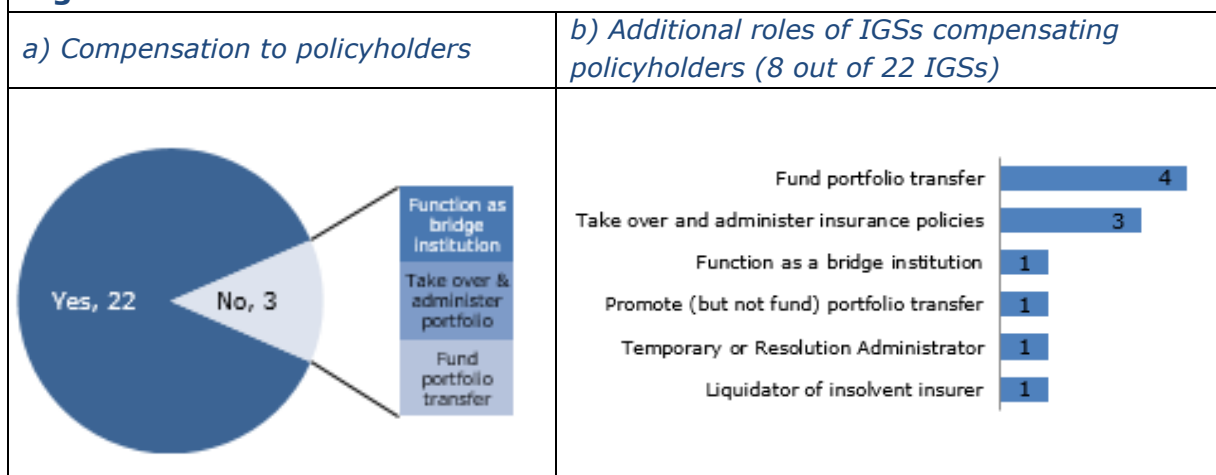 a) Compensation to policyholders
b) Additional roles of IGSs compensating
policyholders (8 out of 22 IGSs)
Yes, 22
No, 3
Function as
bridge
institution
Take over &
administer
portfolio
Fund
portfolio
transfer
Fund portfolio transfer 4
Take over and administer insurance policies 3
Function as a bridge institution 1
Promote (but not fund) portfolio transfer 1
Temporary or Resolution Administrator 1
Liquidator of insolvent insurer 1